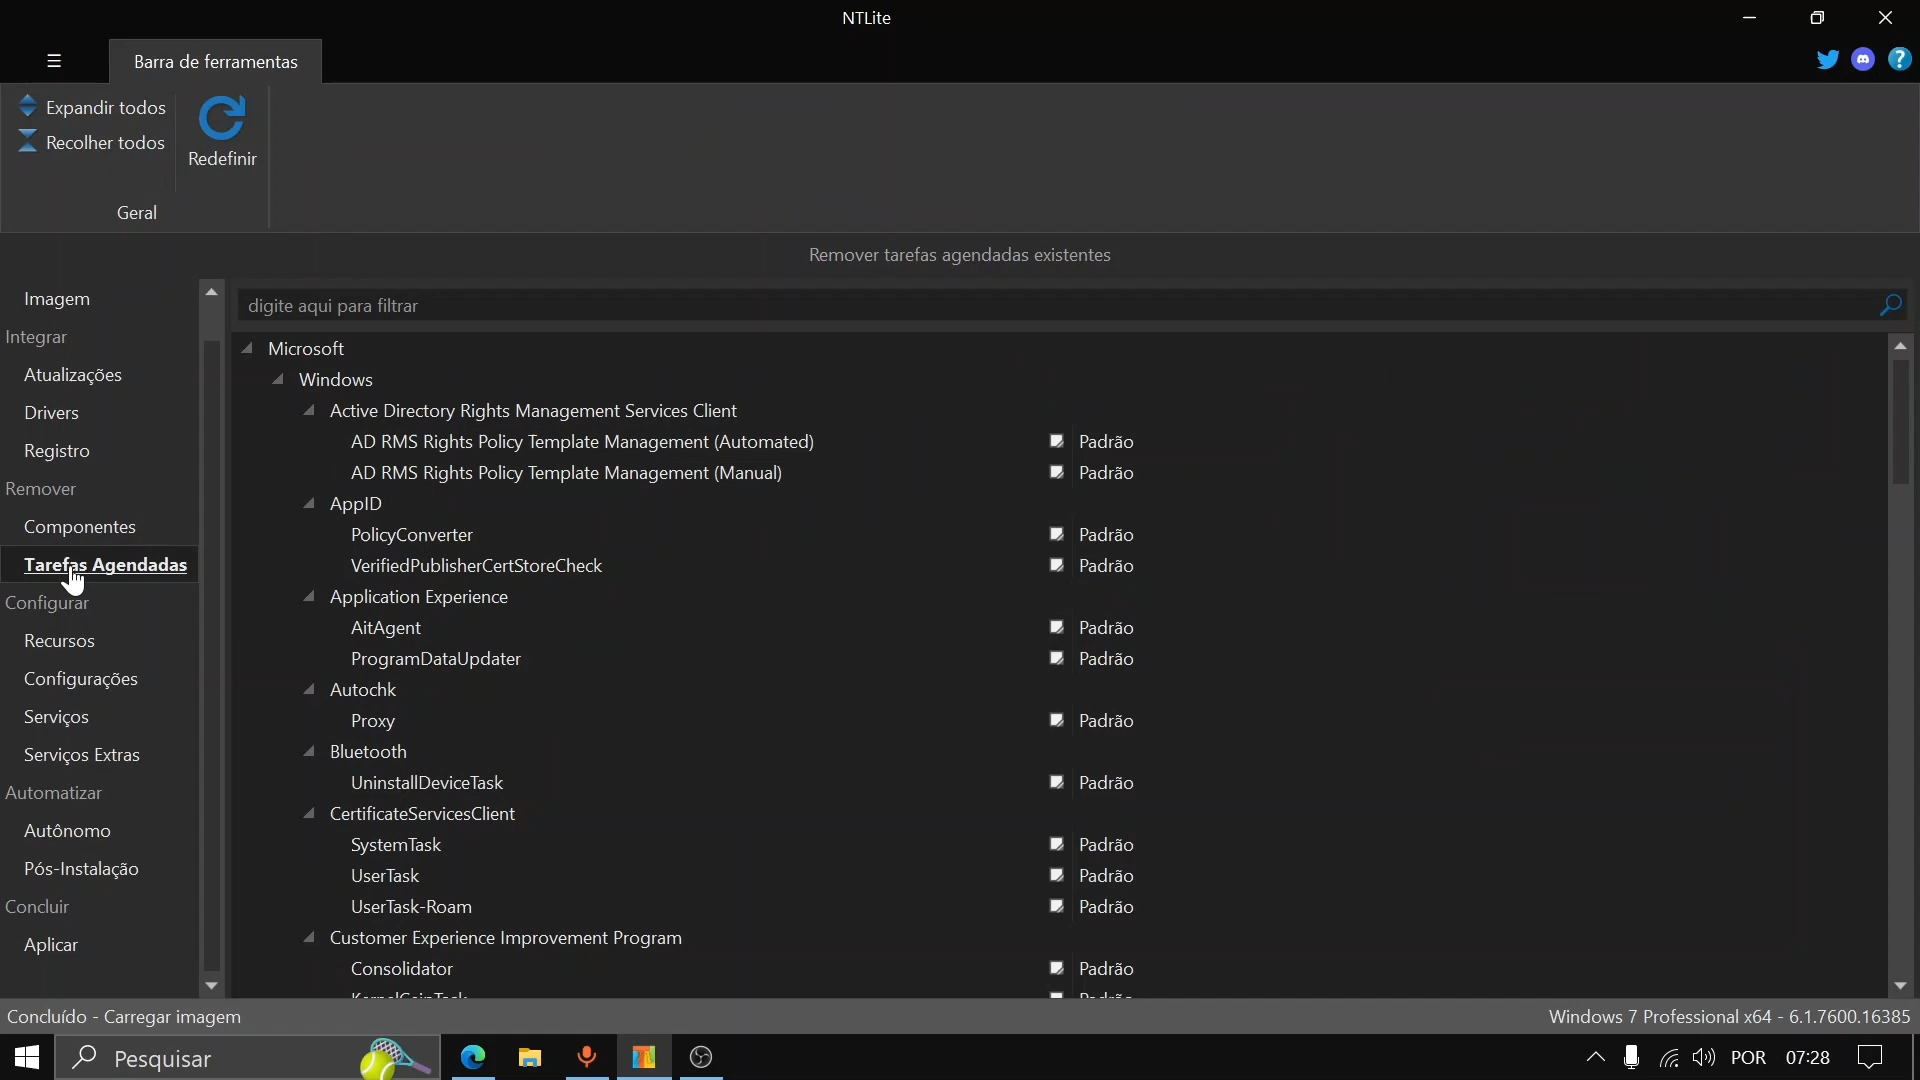 NTLite
Barra de ferramentas
Expandir todos
Recolher todos
Redefinir
Geral
Remover tarefas agendadas existentes
Imagem
Integrar
Atualizações
Drivers
Registro
Remover
Componentes
Tarefas Agendadas
Configurar
Recursos
Configurações
Serviços
Serviços Extras
Automatizar
Autônomo
Pós-Instalação
Concluir
Aplicar
digite aqui para filtrar
Microsoft
Windows
Active Directory Rights Management Services Client
AD RMS Rights Policy Template Management (Automated) Padrão
AD RMS Rights Policy Template Management (Manual) Padrão
AppID
PolicyConverter Padrão
VerifiedPublisherCertStoreCheck Padrão
Application Experience
AitAgent Padrão
ProgramDataUpdater Padrão
Autochk
Proxy Padrão
Bluetooth
UninstallDeviceTask Padrão
CertificateServicesClient
SystemTask Padrão
UserTask Padrão
UserTask-Roam Padrão
Customer Experience Improvement Program
Consolidator Padrão
Concluído - Carregar imagem
Windows 7 Professional x64 - 6.1.7600.16385
Pesquisar
POR 07:28